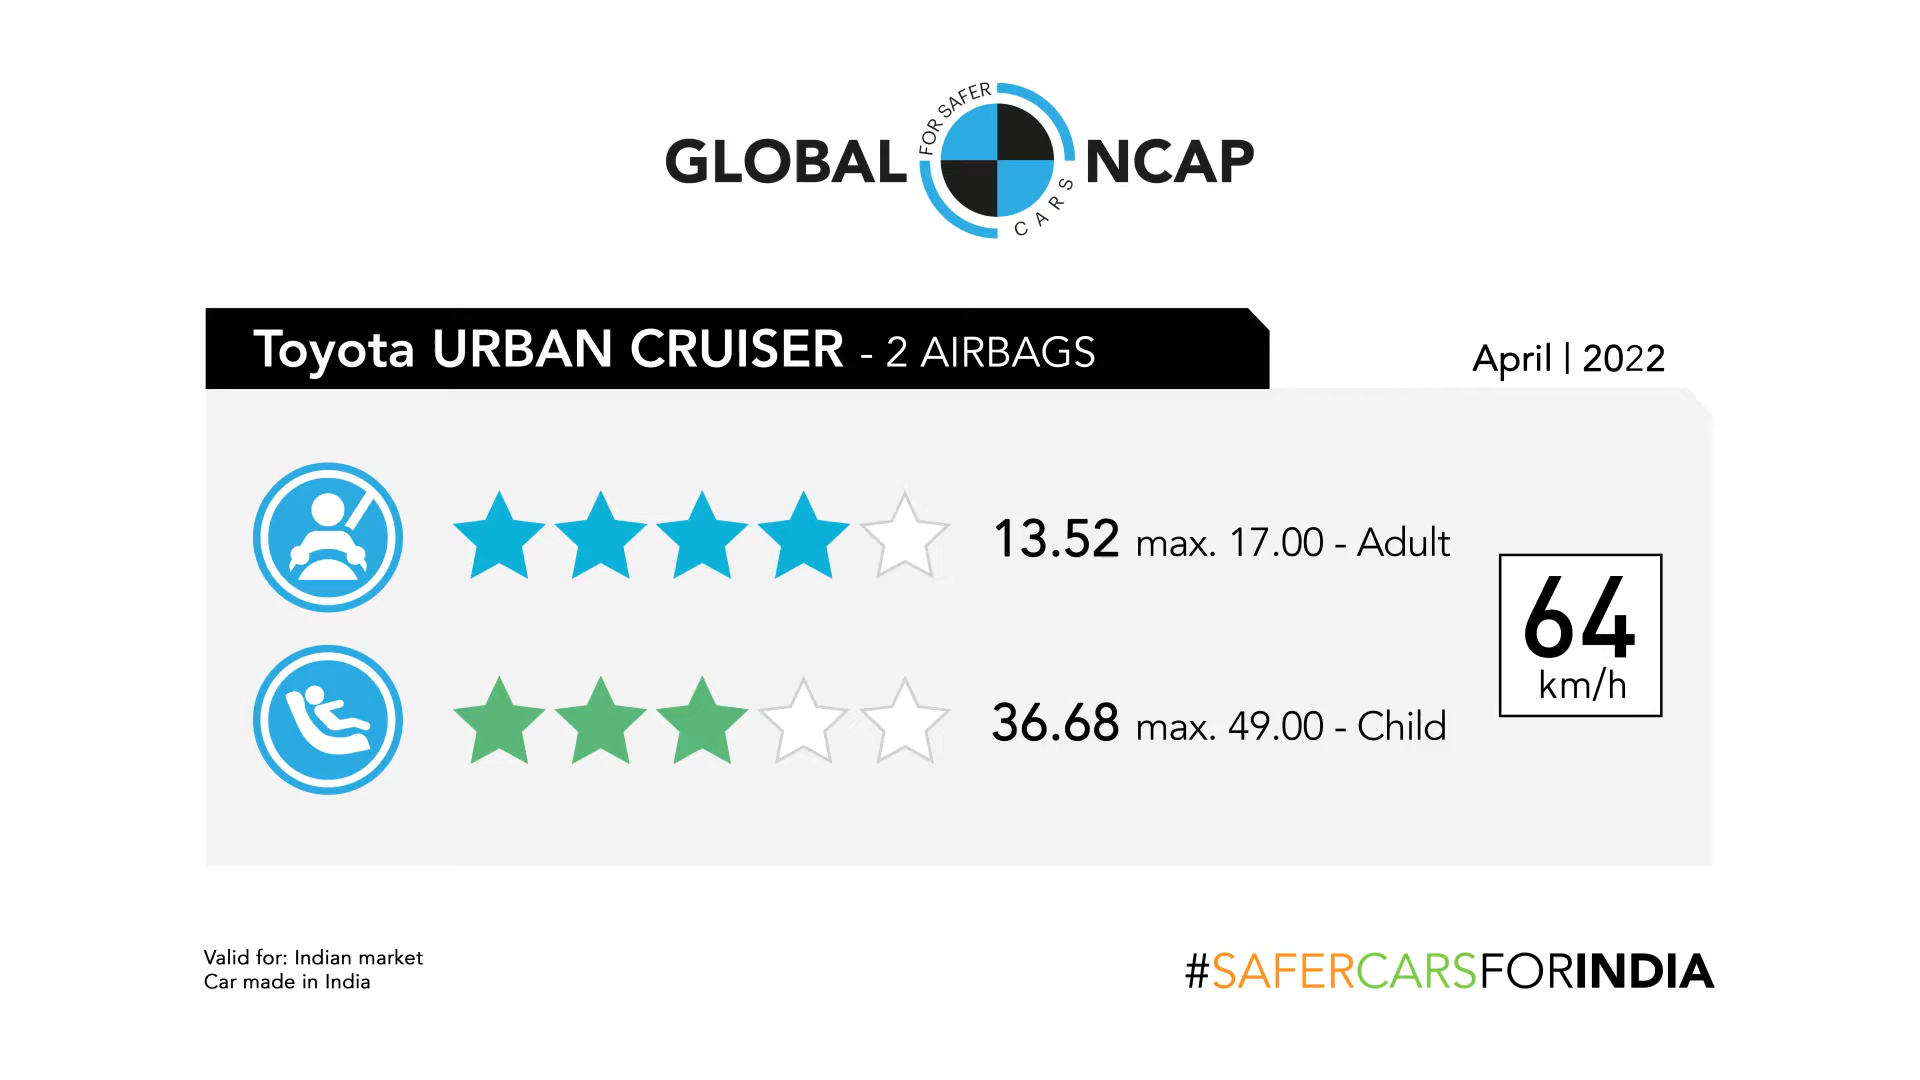 GLOBAL FOR SAFER CARS NCAP
Toyota URBAN CRUISER - 2 AIRBAGS
April | 2022
13.52 max. 17.00 - Adult
64
km/h
36.68 max. 49.00 - Child
Valid for: Indian market
Car made in India
#SAFERCARSFORINDIA